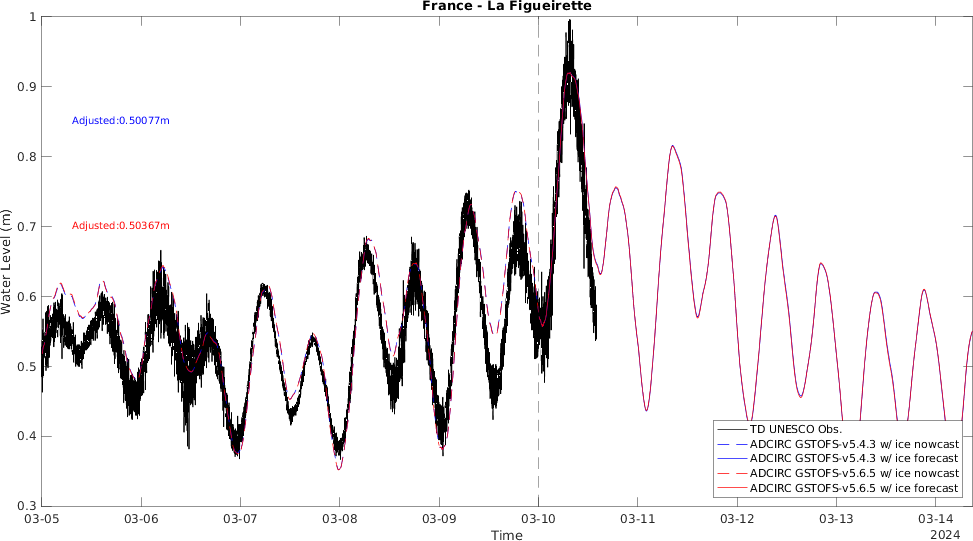 France - La Figueirette
1
0.9
0.8
0.7
0.6
0.5
0.4
0.3
Water Level (m)
Adjusted:0.50077m
Adjusted:0.50367m
TD UNESCO Obs.
ADCIRC GSTOFS-v5.4.3 w/ ice nowcast
ADCIRC GSTOFS-v5.4.3 w/ ice forecast
ADCIRC GSTOFS-v5.6.5 w/ ice nowcast
ADCIRC GSTOFS-v5.6.5 w/ ice forecast
03-05 03-06 03-07 03-08 03-09 03-10 03-11 03-12 03-13 03-14
Time
2024